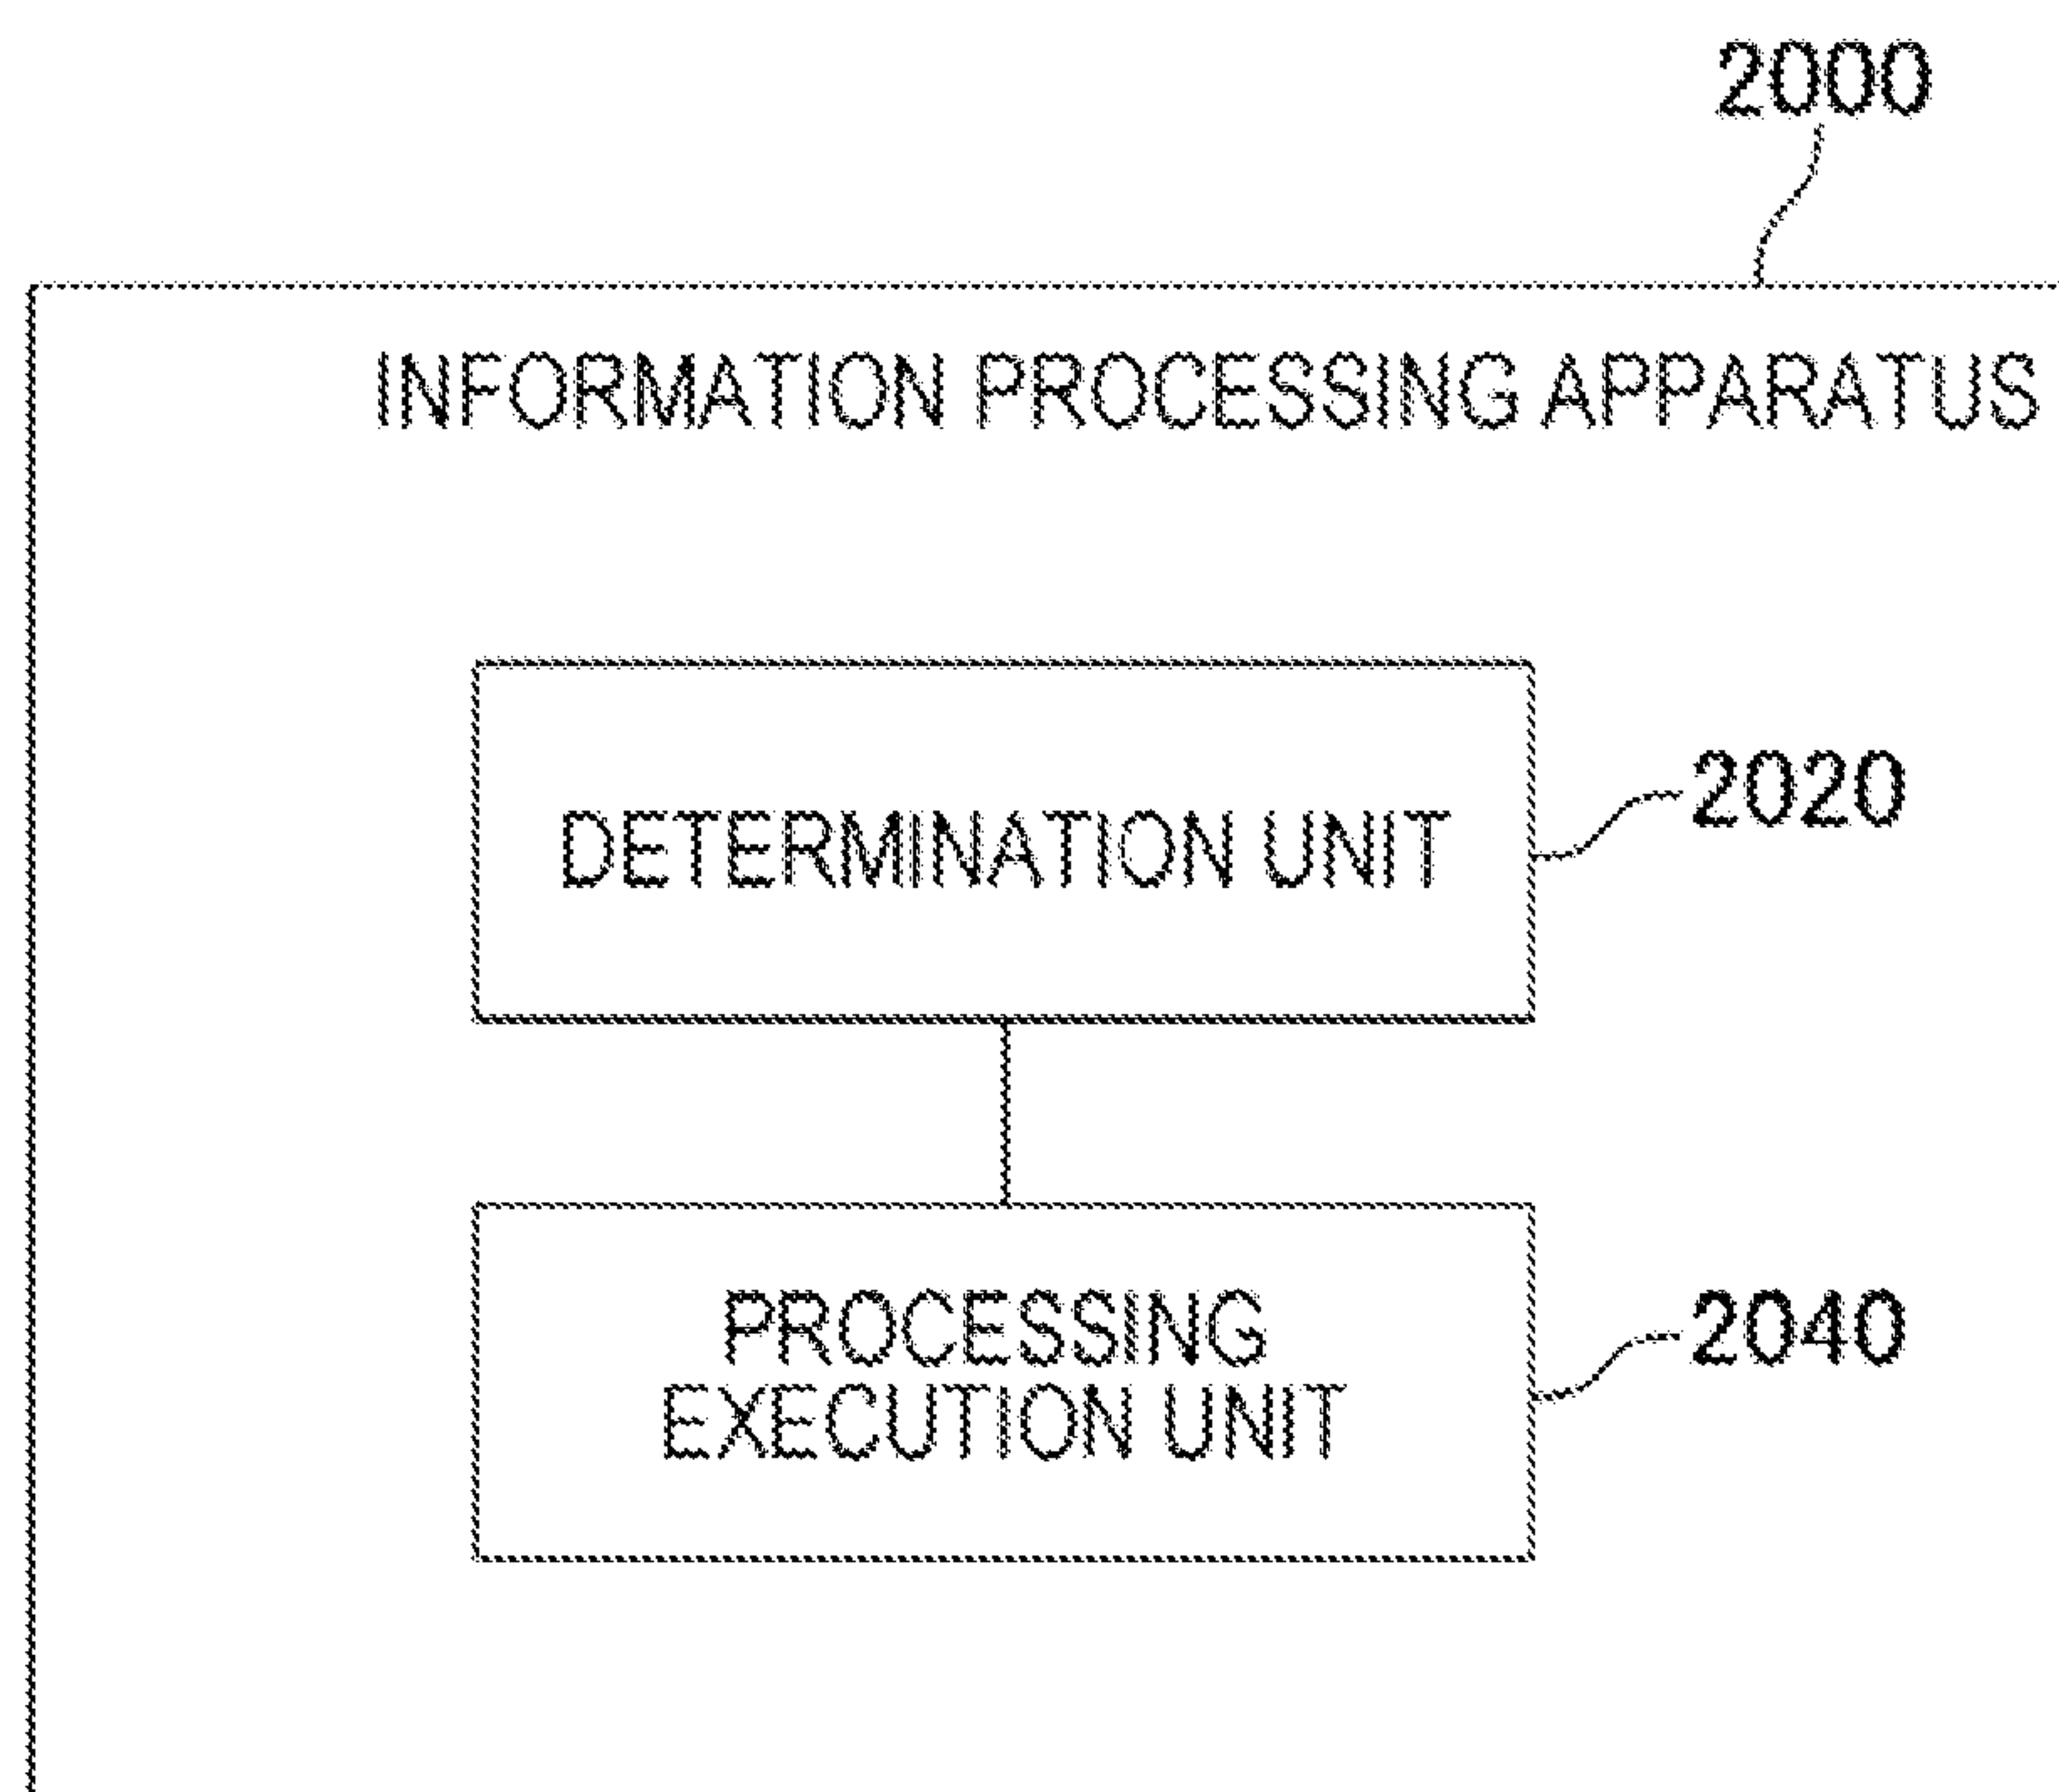 2000
INFORMATION PROCESSING APPARATUS
DETERMINATION UNIT
2020
PROCESSING
EXECUTION UNIT
2040